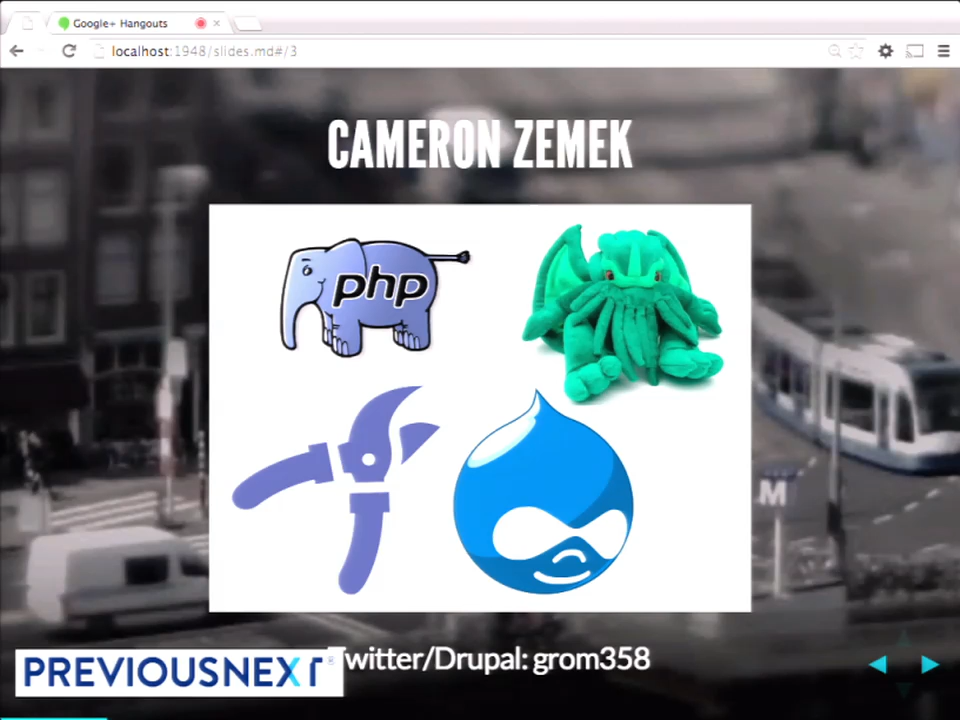 Google+ Hangouts
localhost:1948/slides.md#/3
CAMERON ZEMEK
php
M
Twitter/Drupal: grom358
PREVIOUSNEXT